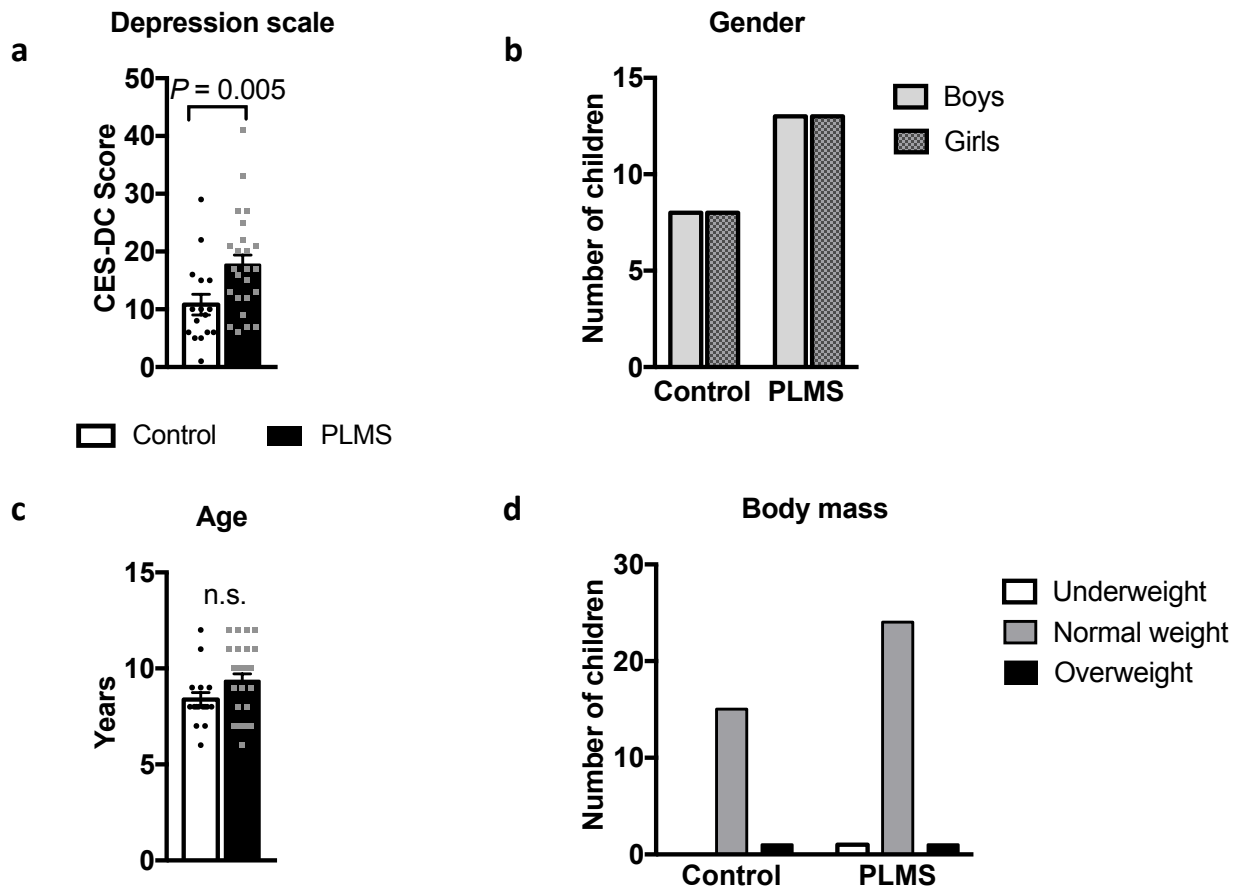 Depression scale
a
50
40
30
20
10
0
CES-DC Score
P = 0.005
Control
PLMS
Gender
b
15
10
5
0
Number of children
Control
PLMS
Boys
Girls
c
Age
15
10
5
0
Years
n.s.
d
Body mass
30
20
10
0
Number of children
Control
PLMS
Underweight
Normal weight
Overweight